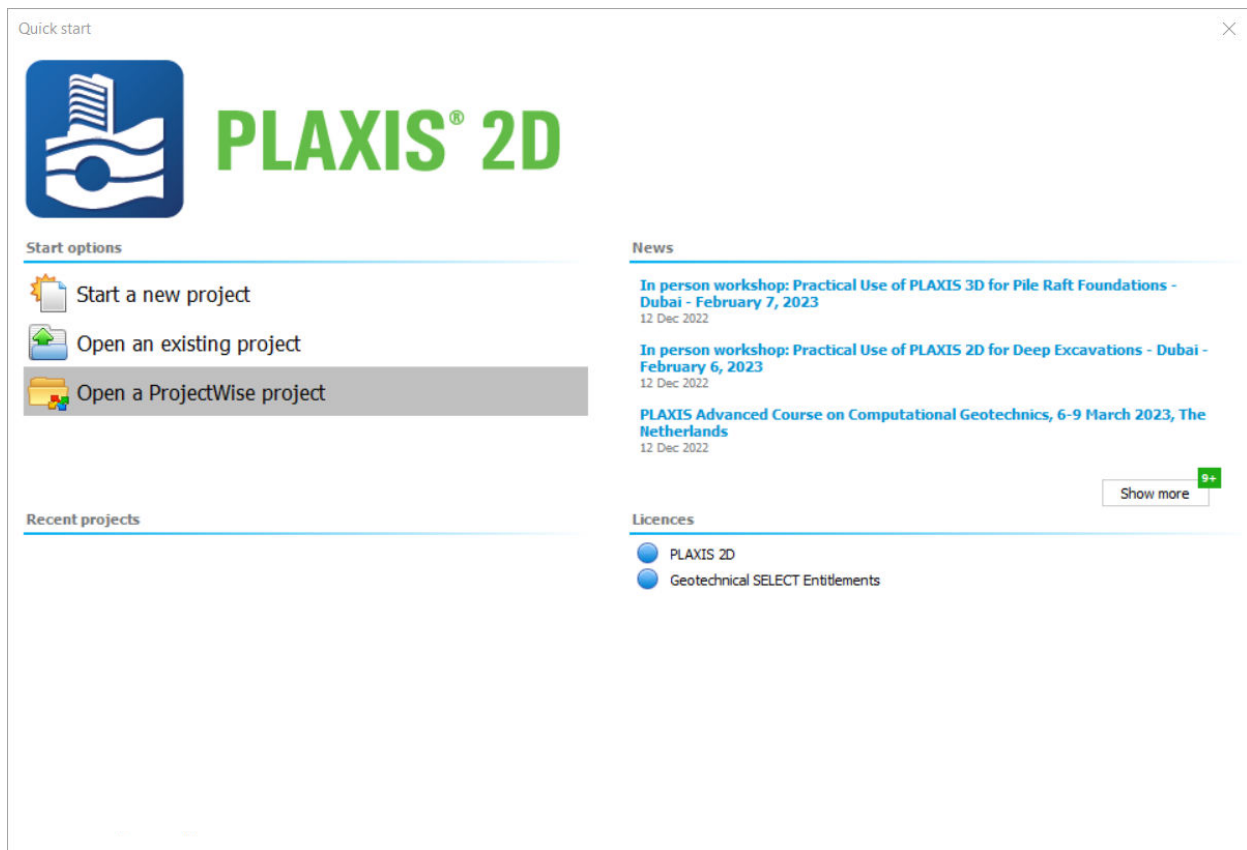 Quick start
PLAXIS® 2D
Start options
Start a new project
Open an existing project
Open a ProjectWise project
News
In person workshop: Practical Use of PLAXIS 3D for Pile Raft Foundations -
Dubai - February 7, 2023
12 Dec 2022
In person workshop: Practical Use of PLAXIS 2D for Deep Excavations - Dubai -
February 6, 2023
12 Dec 2022
PLAXIS Advanced Course on Computational Geotechnics, 6-9 March 2023, The
Netherlands
12 Dec 2022
9+
Show more
Recent projects
Licences
PLAXIS 2D
Geotechnical SELECT Entitlements